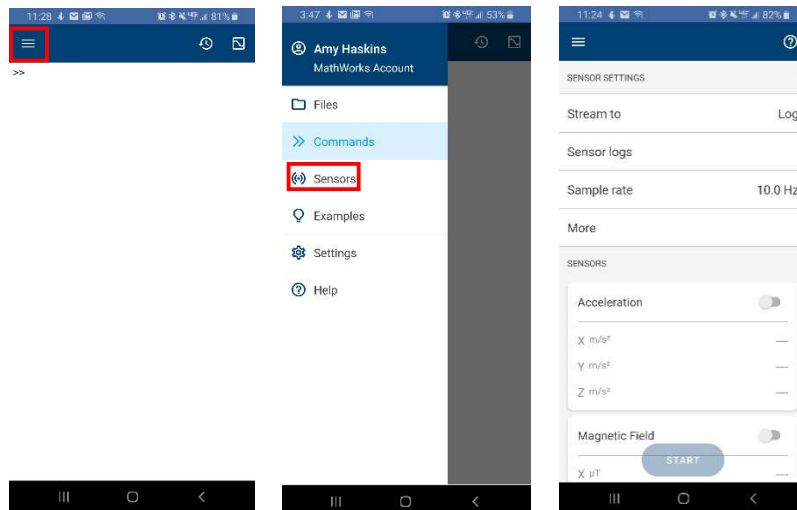 11:28 81%
>>
3:47 53%
Amy Haskins
MathWorks Account
Files
>> Commands
Sensors
Examples
Settings
Help
11:24 82%
SENSOR SETTINGS
Stream to Log
Sensor logs
Sample rate 10.0 Hz
More
SENSORS
Acceleration
X m/s² —
Y m/s² —
Z m/s² —
Magnetic Field
START
X µT —